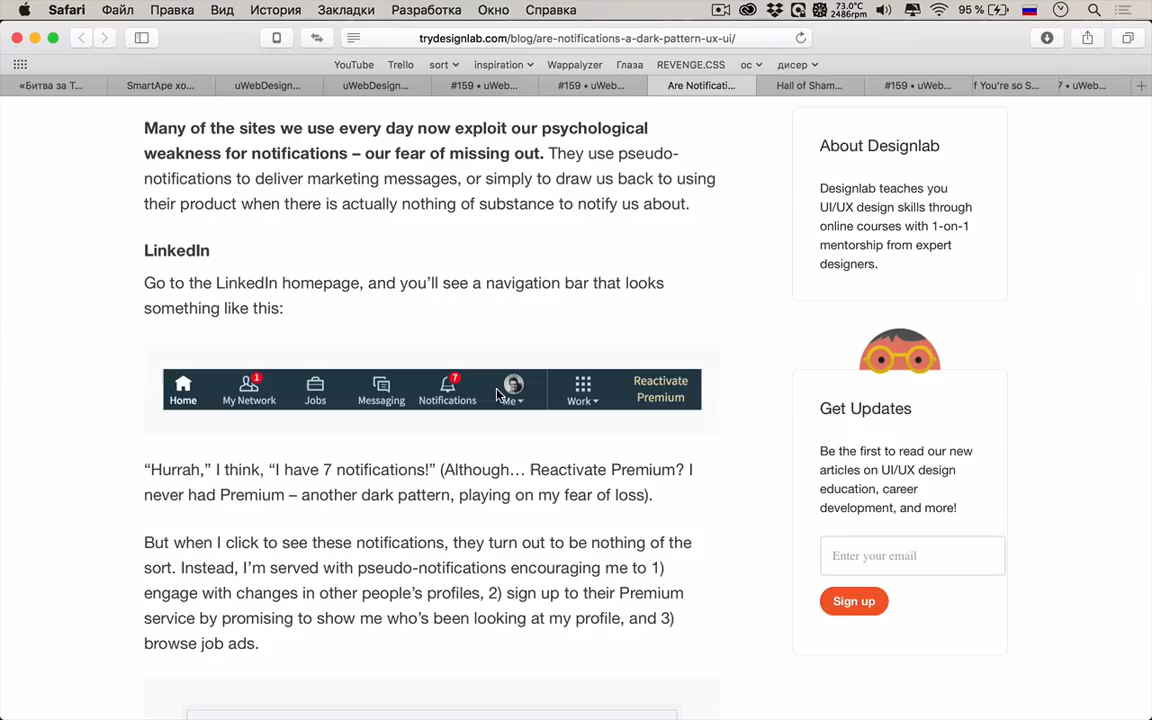 Safari Файл Правка Вид История Закладки Разработка Окно Справка 73.0°C 2486rpm 95 %
trydesignlab.com/blog/are-notifications-a-dark-pattern-ux-ui/
YouTube Trello sort inspiration Wappalyzer Глаза REVENGE.CSS ос дисер
«Битва за Т... SmartApe хо... uWebDesign... uWebDesign... #159 • uWeb... #159 • uWeb... Are Notificati... Hall of Sham... #159 • uWeb... f You're so S... 7 • uWeb...
Many of the sites we use every day now exploit our psychological
weakness for notifications – our fear of missing out. They use pseudo-
notifications to deliver marketing messages, or simply to draw us back to using
their product when there is actually nothing of substance to notify us about.
LinkedIn
Go to the LinkedIn homepage, and you’ll see a navigation bar that looks
something like this:
1 7
Home My Network Jobs Messaging Notifications Me Work Reactivate
Premium
“Hurrah,” I think, “I have 7 notifications!” (Although… Reactivate Premium? I
never had Premium – another dark pattern, playing on my fear of loss).
But when I click to see these notifications, they turn out to be nothing of the
sort. Instead, I’m served with pseudo-notifications encouraging me to 1)
engage with changes in other people’s profiles, 2) sign up to their Premium
service by promising to show me who’s been looking at my profile, and 3)
browse job ads.
About Designlab
Designlab teaches you
UI/UX design skills through
online courses with 1-on-1
mentorship from expert
designers.
Get Updates
Be the first to read our new
articles on UI/UX design
education, career
development, and more!
Enter your email
Sign up